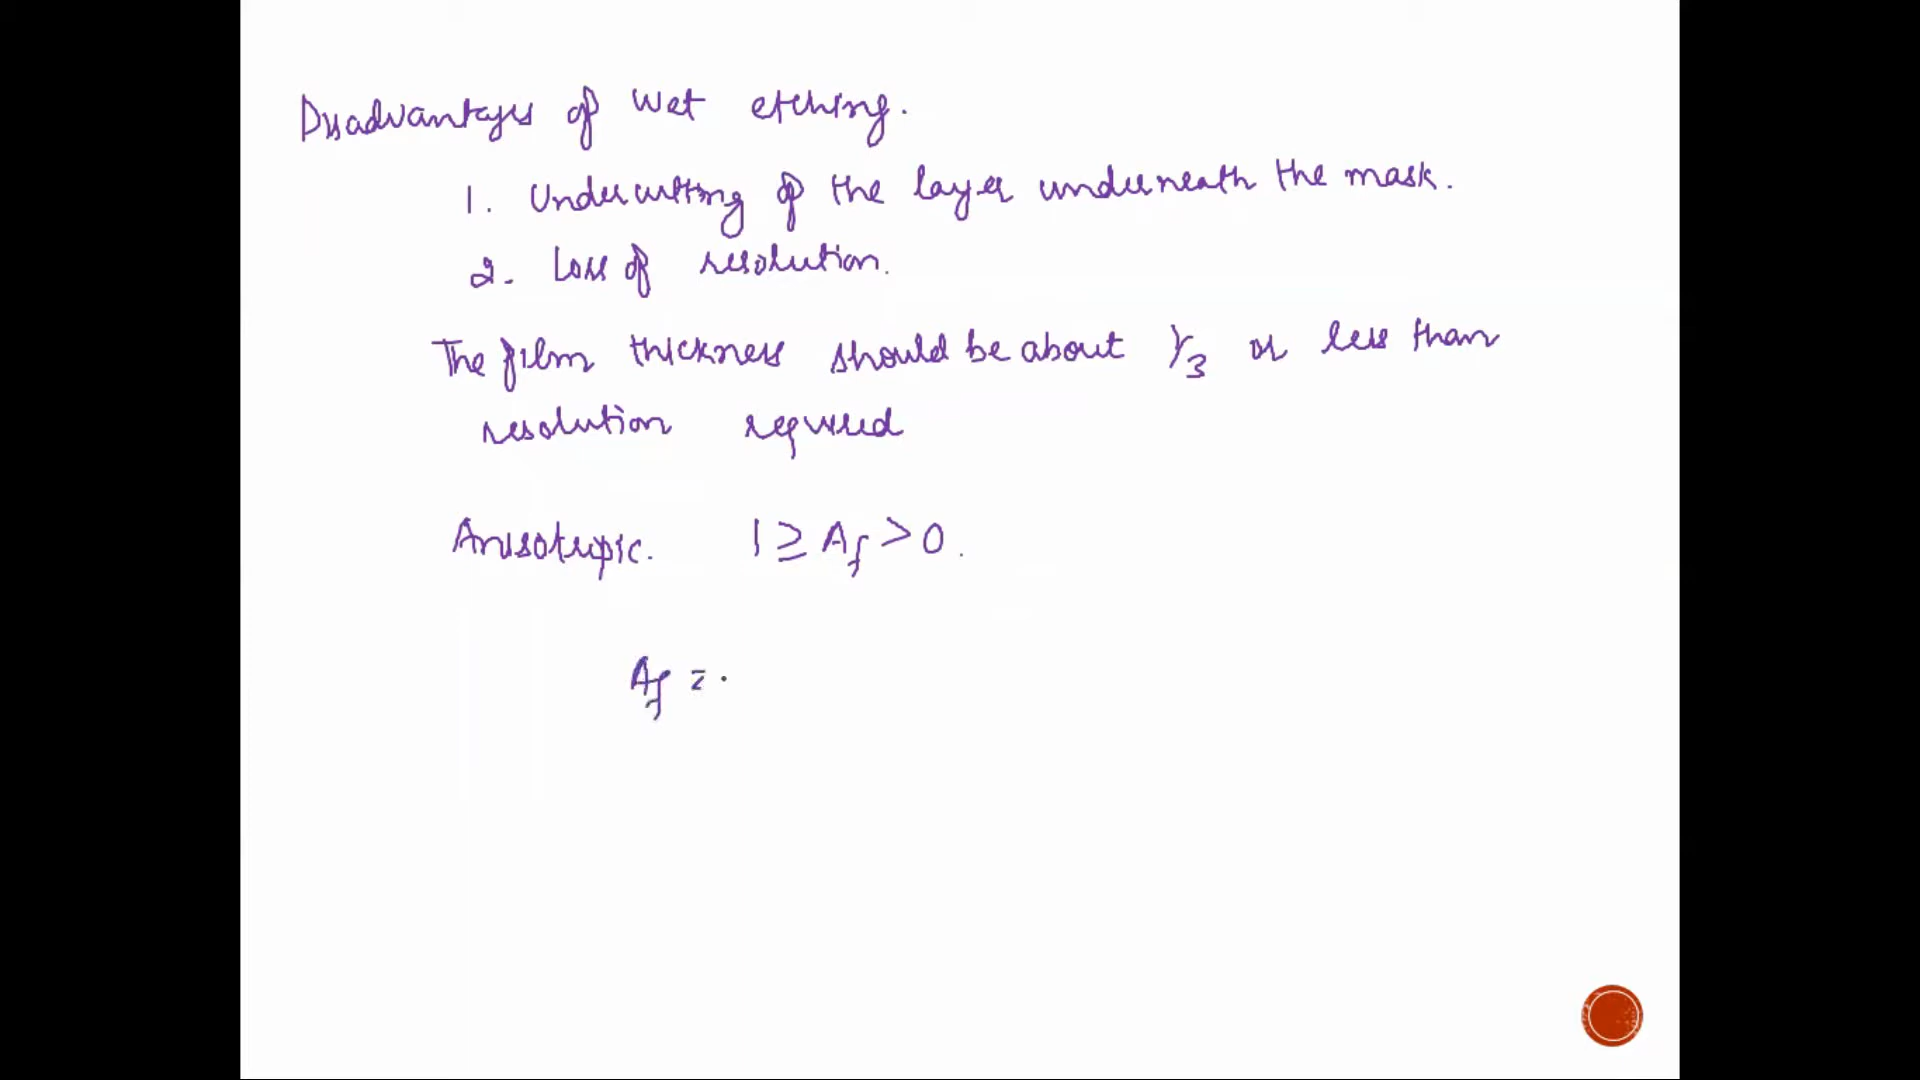 Disadvantages of wet etching.
1. Undercutting of the layer underneath the mask.
2. Loss of resolution.
The film thickness should be about 1/3 or less than
resolution required
Anisotropic. 1 ≥ Af > 0.
Af =